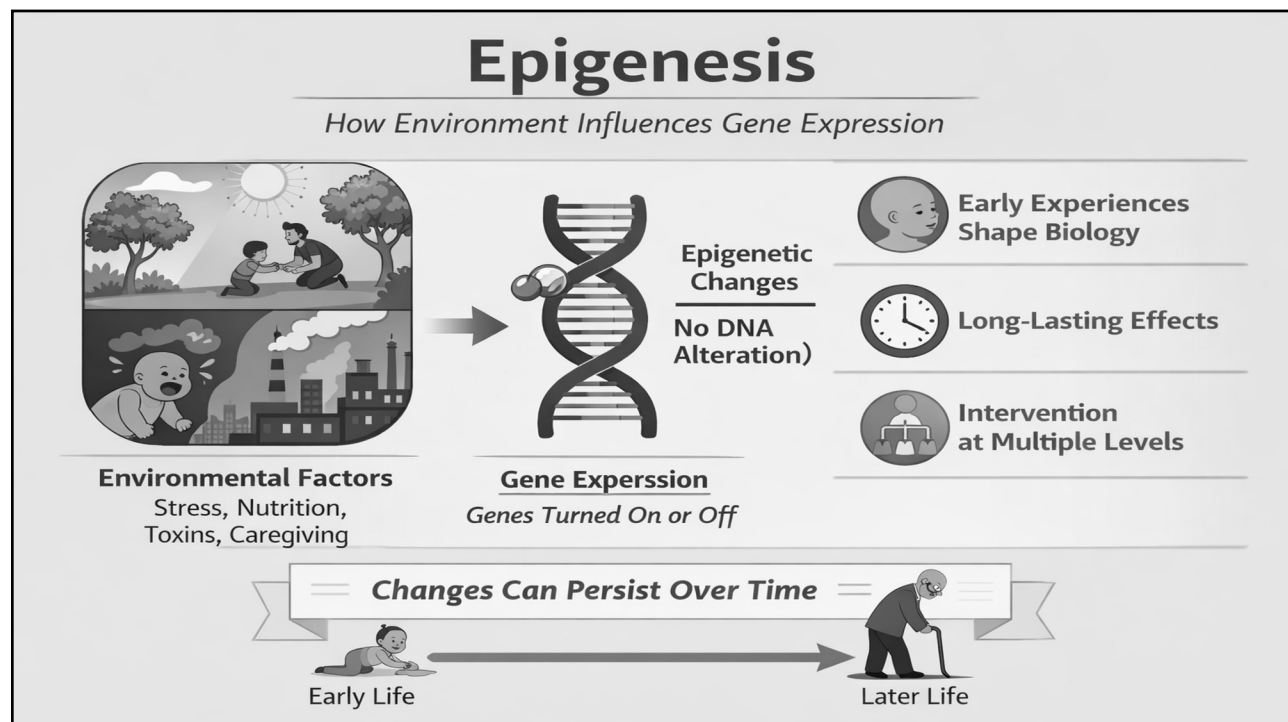 Epigenesis
How Environment Influences Gene Expression
Environmental Factors
Stress, Nutrition,
Toxins, Caregiving
Gene Experssion
Genes Turned On or Off
Epigenetic
Changes
No DNA
Alteration)
Early Experiences
Shape Biology
Long-Lasting Effects
Intervention
at Multiple Levels
Changes Can Persist Over Time
Early Life
Later Life